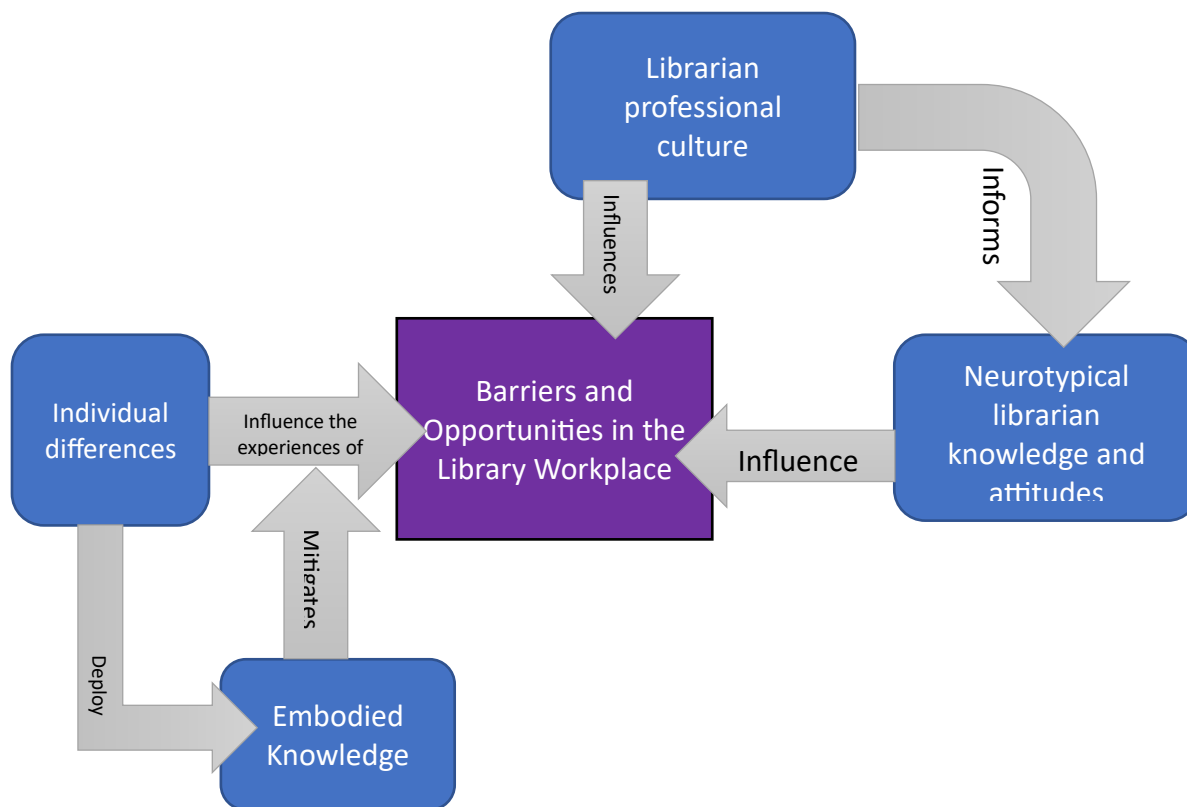 Librarian
professional
culture
Influences
Informs
Individual
differences
Influence the
experiences of
Barriers and
Opportunities in the
Library Workplace
Influence
Neurotypical
librarian
knowledge and
attitudes
Mitigates
Deploy
Embodied
Knowledge